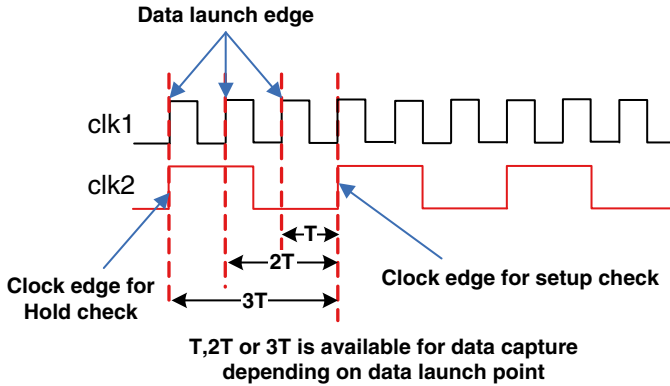 Data launch edge
clk1
clk2
T
2T
3T
Clock edge for
Hold check
Clock edge for setup check
T,2T or 3T is available for data capture
depending on data launch point